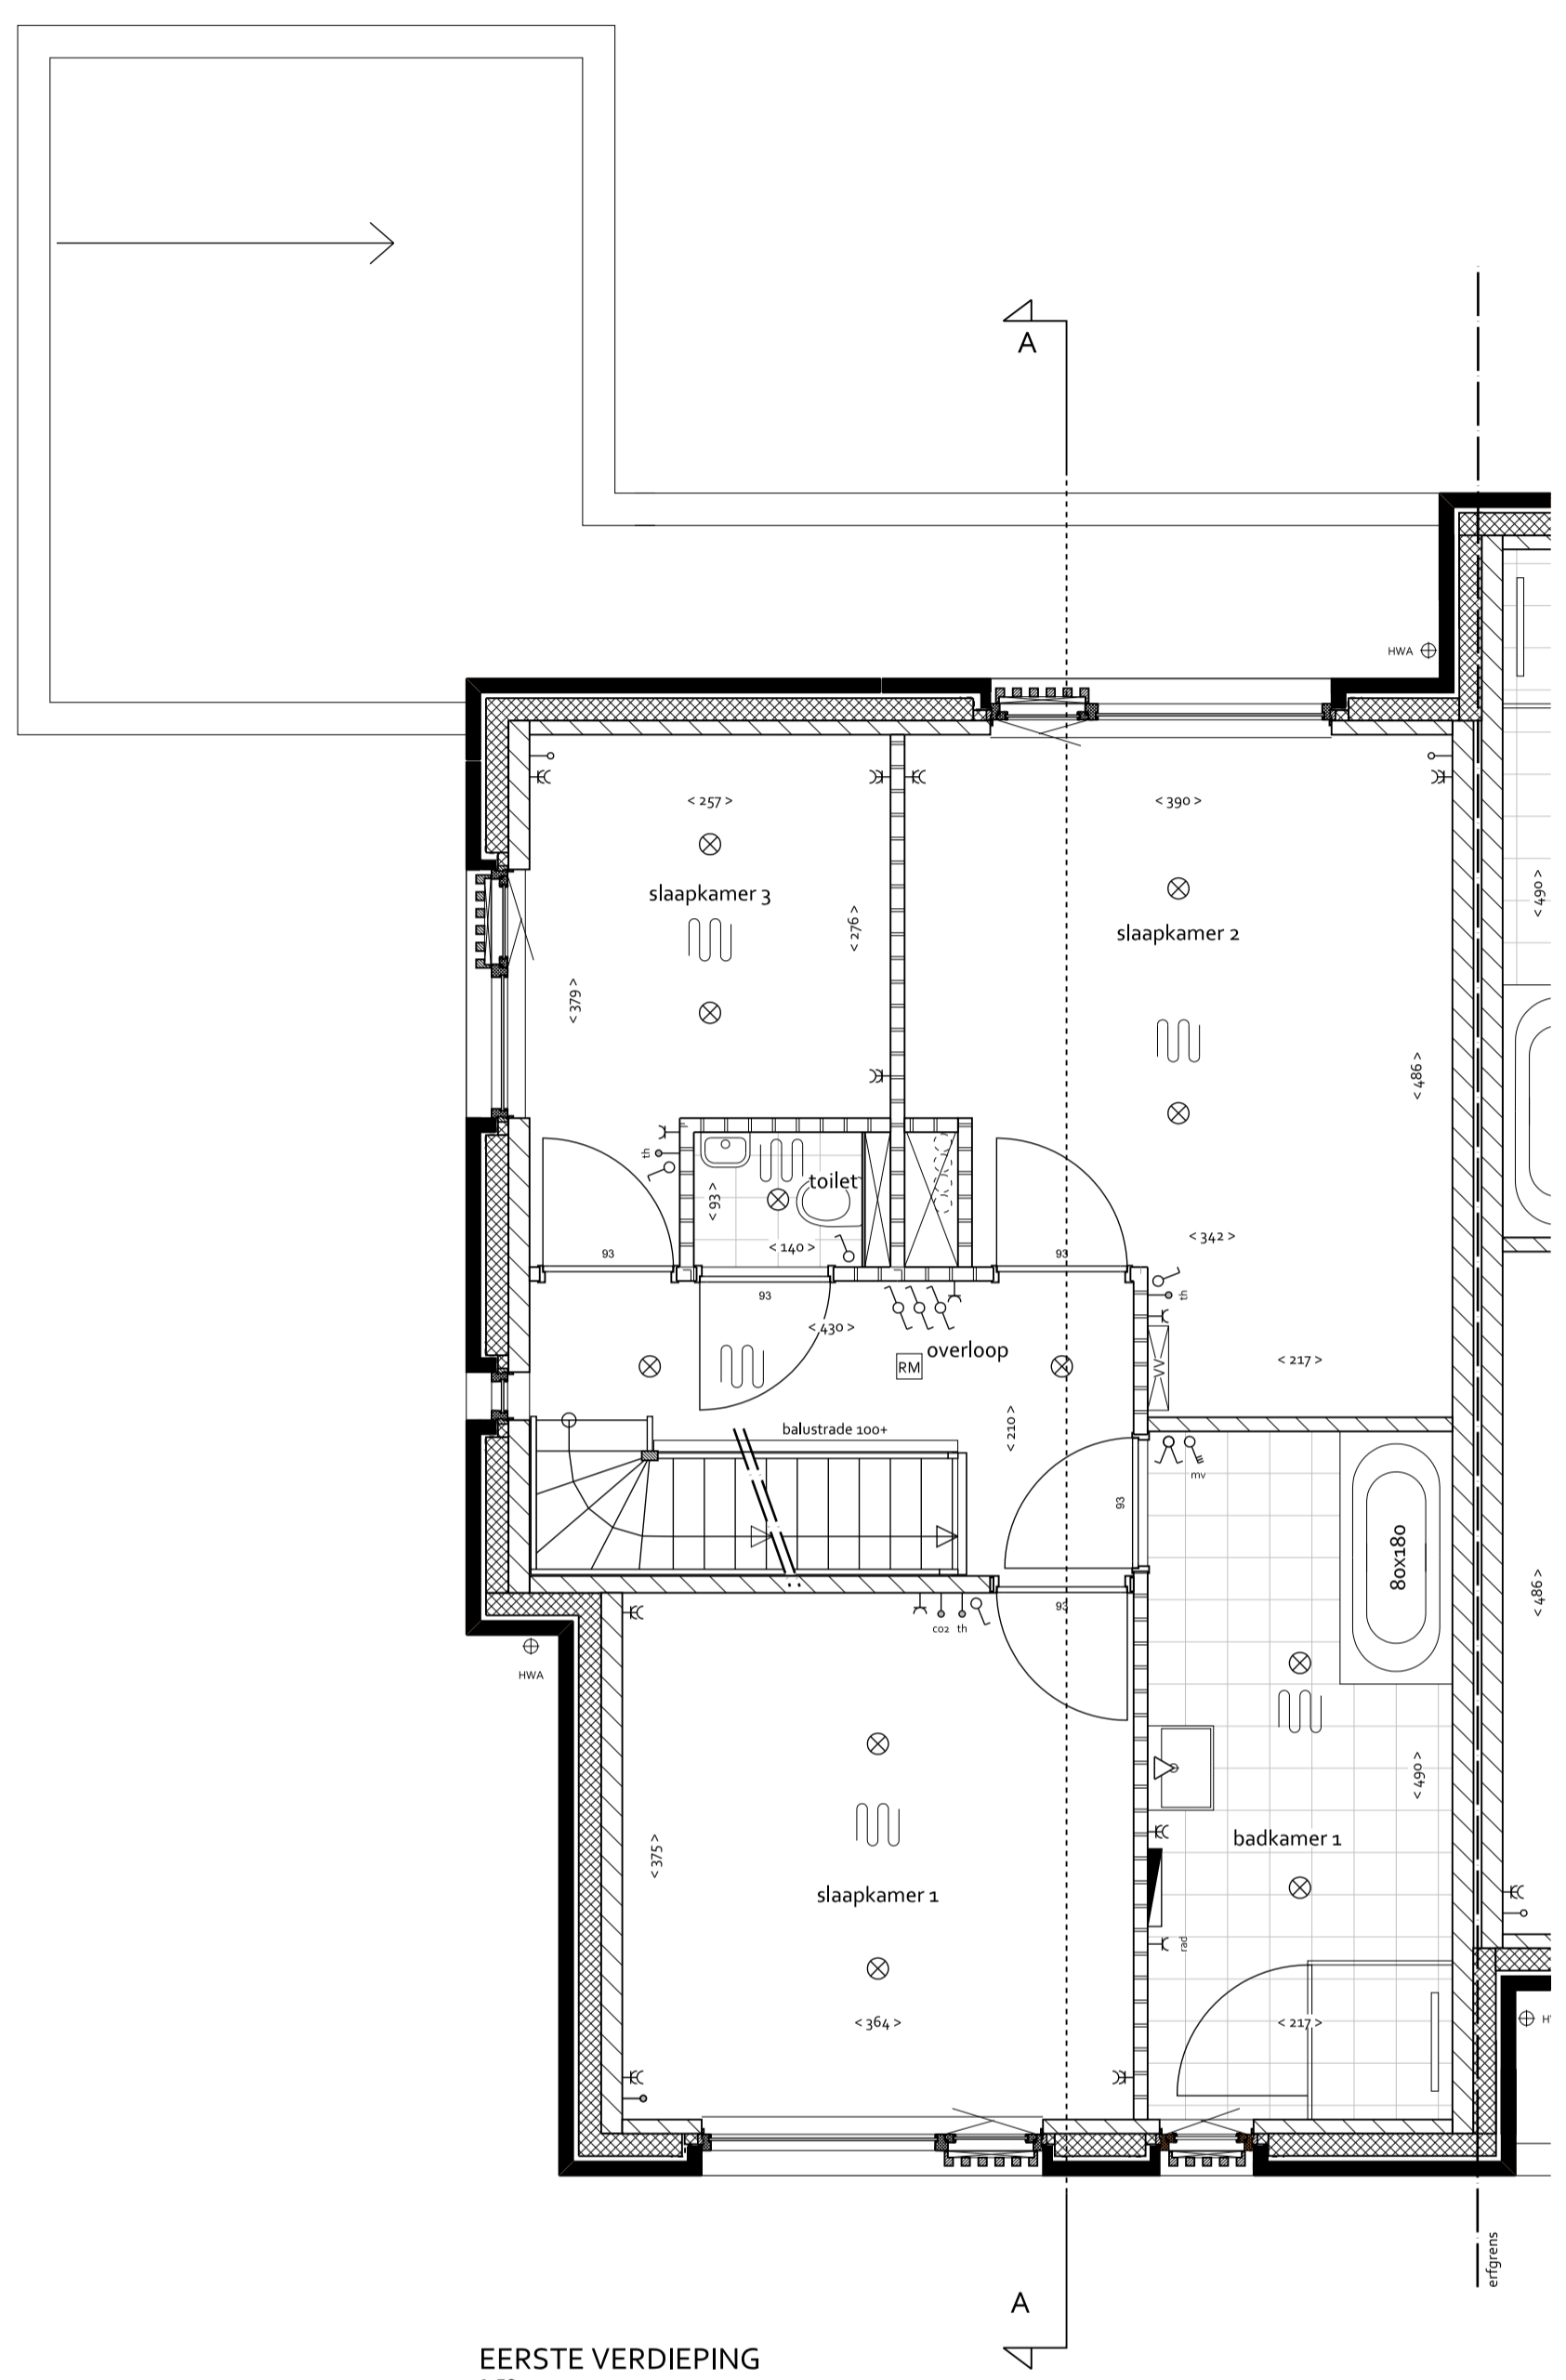 A
HWA
< 257 >
< 390 >
slaapkamer 3
< 490 >
< 276 >
slaapkamer 2
< 379 >
< 486 >
th
toilet
< 93 >
< 342 >
< 140 >
93
93
93
th
< 430 >
overloop
RM
VV
< 217 >
< 210 >
balustrade 100+
mv
93
80x180
< 486 >
93
co2
th
HWA
< 490 >
badkamer 1
< 375 >
slaapkamer 1
rad
< 364 >
< 217 >
erfgrens
A
EERSTE VERDIEPING